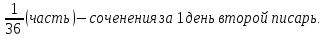 1/36 (часть) – соченения за 1 день второй писарь.